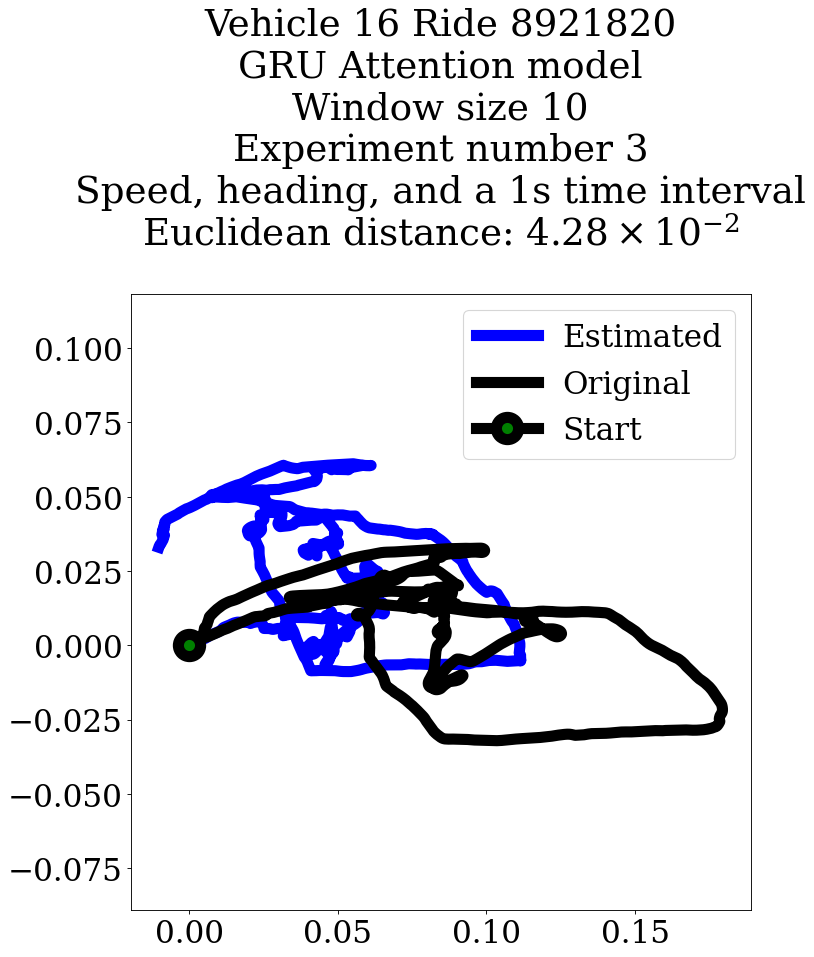 Vehicle 16 Ride 8921820
GRU Attention model
Window size 10
Experiment number 3
Speed, heading, and a 1s time interval
Euclidean distance: 4.28 × 10⁻²
Estimated
Original
Start
0.100
0.075
0.050
0.025
0.000
−0.025
−0.050
−0.075
0.00 0.05 0.10 0.15